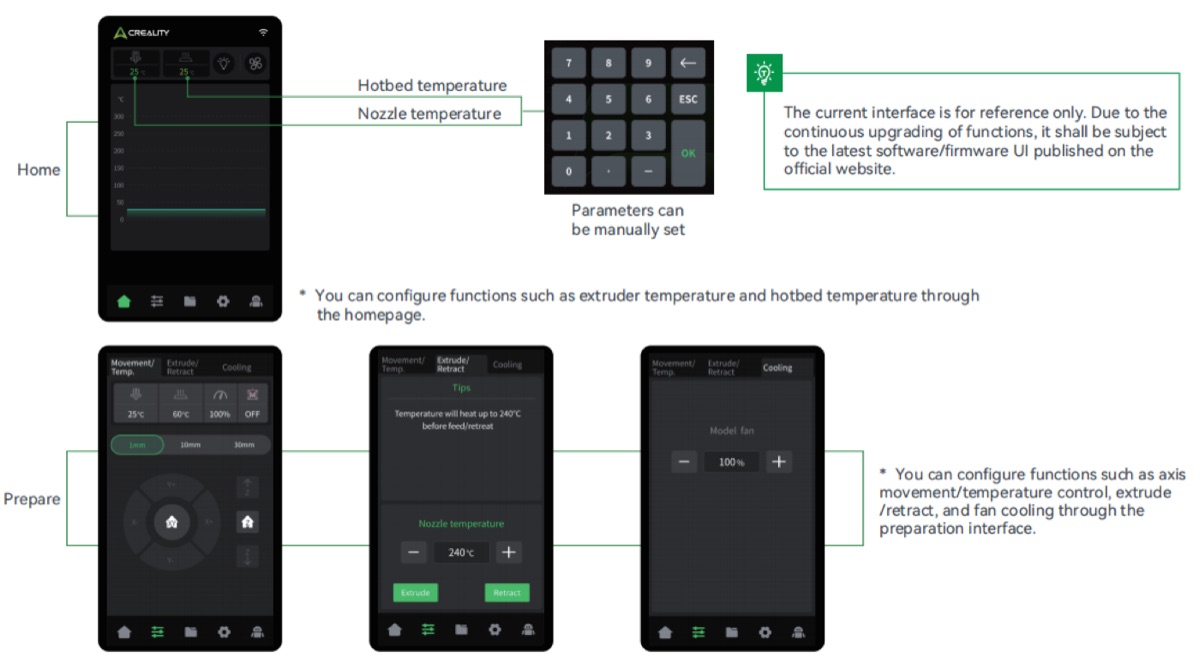 CREALITY
25 °C
25 °C
°C
300
250
200
150
100
50
0
Home
Hotbed temperature
Nozzle temperature
7 8 9 ←
4 5 6 ESC
1 2 3
OK
0 . −
Parameters can
be manually set
The current interface is for reference only. Due to the
continuous upgrading of functions, it shall be subject
to the latest software/firmware UI published on the
official website.
* You can configure functions such as extruder temperature and hotbed temperature through
the homepage.
Prepare
Movement/
Temp.
Extrude/
Retract
Cooling
25°C 60°C 100% OFF
1mm 10mm 30mm
Z
Z
Movement/
Temp.
Extrude/
Retract
Cooling
Tips
Temperature will heat up to 240°C
before feed/retreat
Nozzle temperature
− 240°C +
Extrude Retract
Movement/
Temp.
Extrude/
Retract
Cooling
Model fan
− 100% +
* You can configure functions such as axis
movement/temperature control, extrude
/retract, and fan cooling through the
preparation interface.